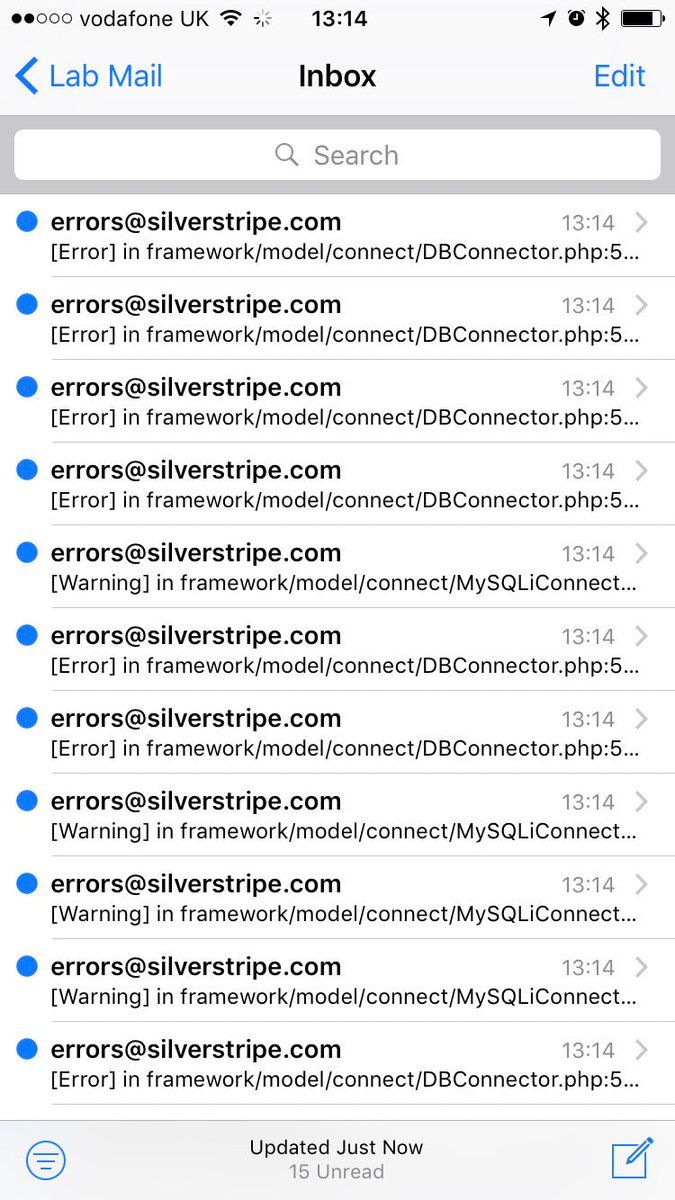 vodafone UK 13:14
Lab Mail Inbox Edit
Search
errors@silverstripe.com 13:14
[Error] in framework/model/connect/DBConnector.php:5...
errors@silverstripe.com 13:14
[Error] in framework/model/connect/DBConnector.php:5...
errors@silverstripe.com 13:14
[Error] in framework/model/connect/DBConnector.php:5...
errors@silverstripe.com 13:14
[Error] in framework/model/connect/DBConnector.php:5...
errors@silverstripe.com 13:14
[Warning] in framework/model/connect/MySQLiConnect...
errors@silverstripe.com 13:14
[Error] in framework/model/connect/DBConnector.php:5...
errors@silverstripe.com 13:14
[Error] in framework/model/connect/DBConnector.php:5...
errors@silverstripe.com 13:14
[Warning] in framework/model/connect/MySQLiConnect...
errors@silverstripe.com 13:14
[Warning] in framework/model/connect/MySQLiConnect...
errors@silverstripe.com 13:14
[Warning] in framework/model/connect/MySQLiConnect...
errors@silverstripe.com 13:14
[Error] in framework/model/connect/DBConnector.php:5...
Updated Just Now
15 Unread